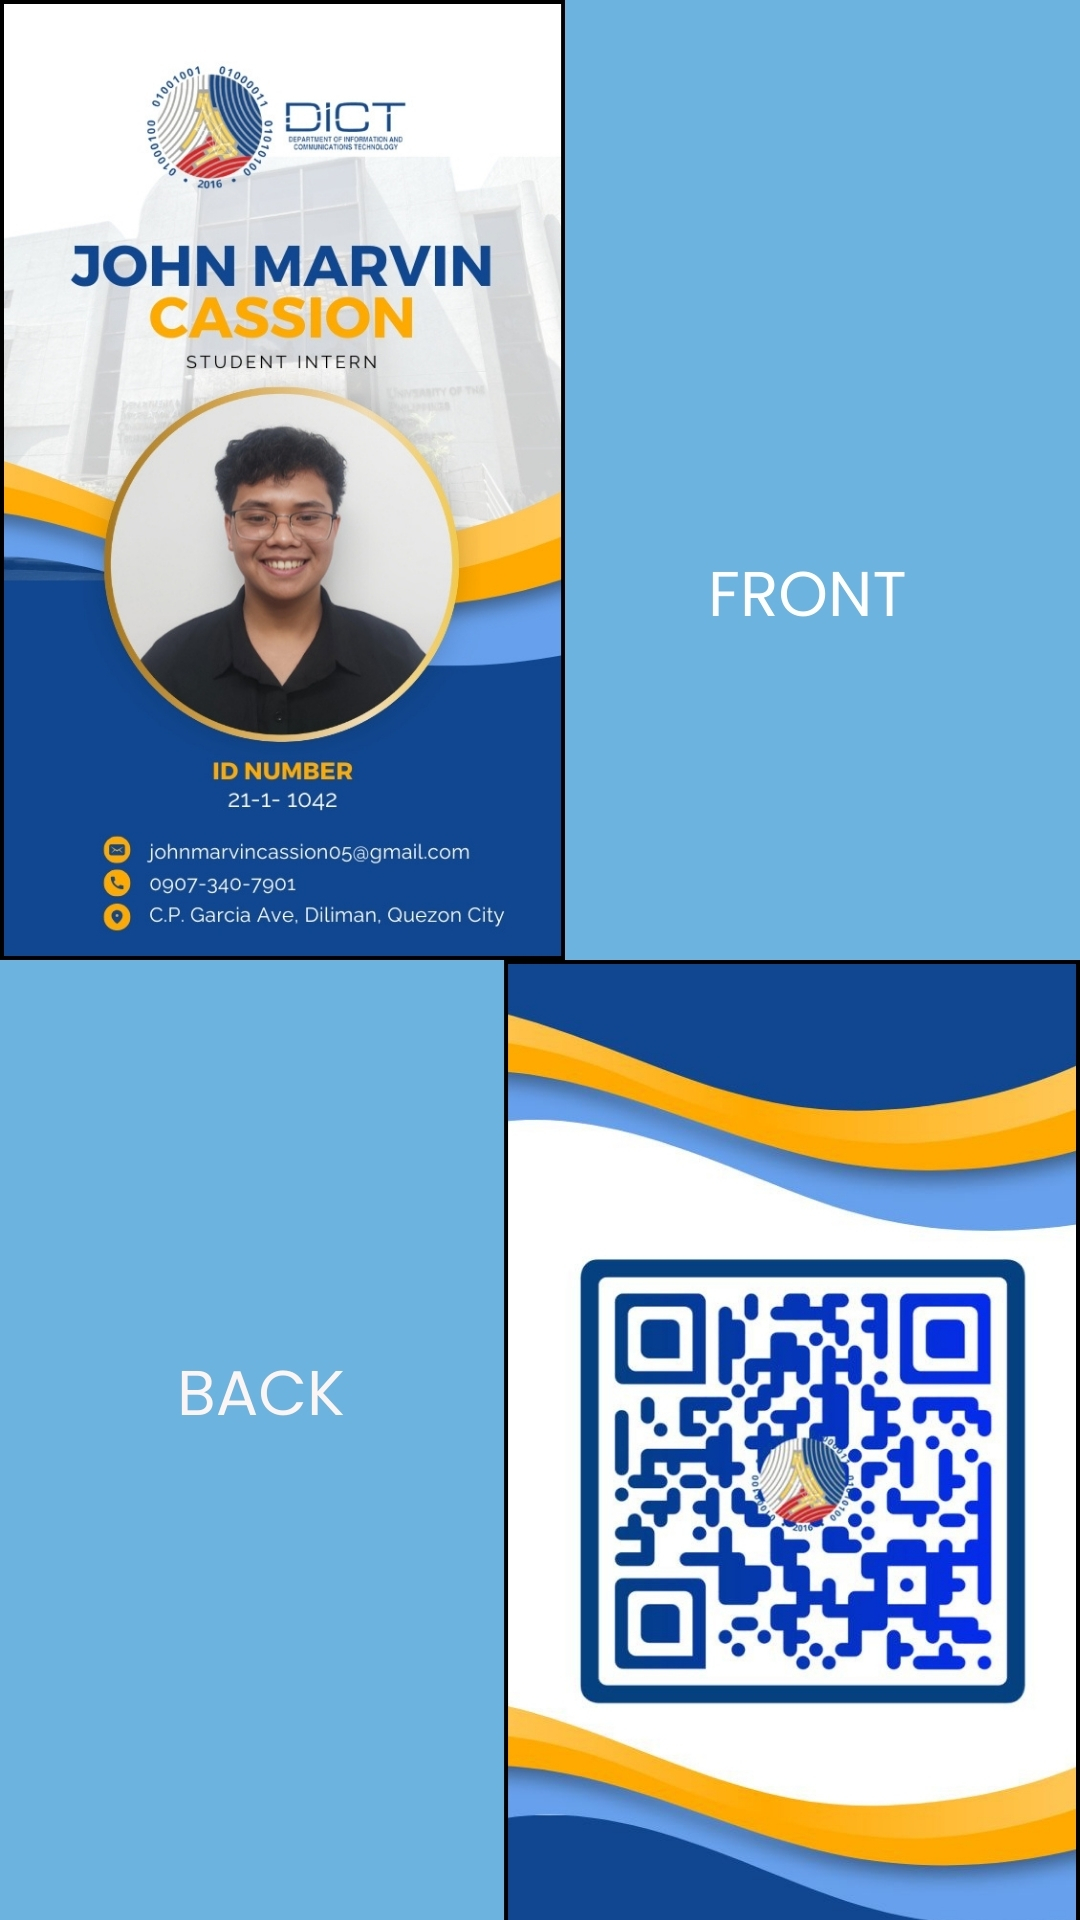 01001001 01000011
01000100 01010100
• 2016 •
DiCT
DEPARTMENT OF INFORMATION AND
COMMUNICATIONS TECHNOLOGY
JOHN MARVIN
CASSION
STUDENT INTERN
ID NUMBER
21-1- 1042
johnmarvincassion05@gmail.com
0907-340-7901
C.P. Garcia Ave, Diliman, Quezon City
FRONT
BACK
2016